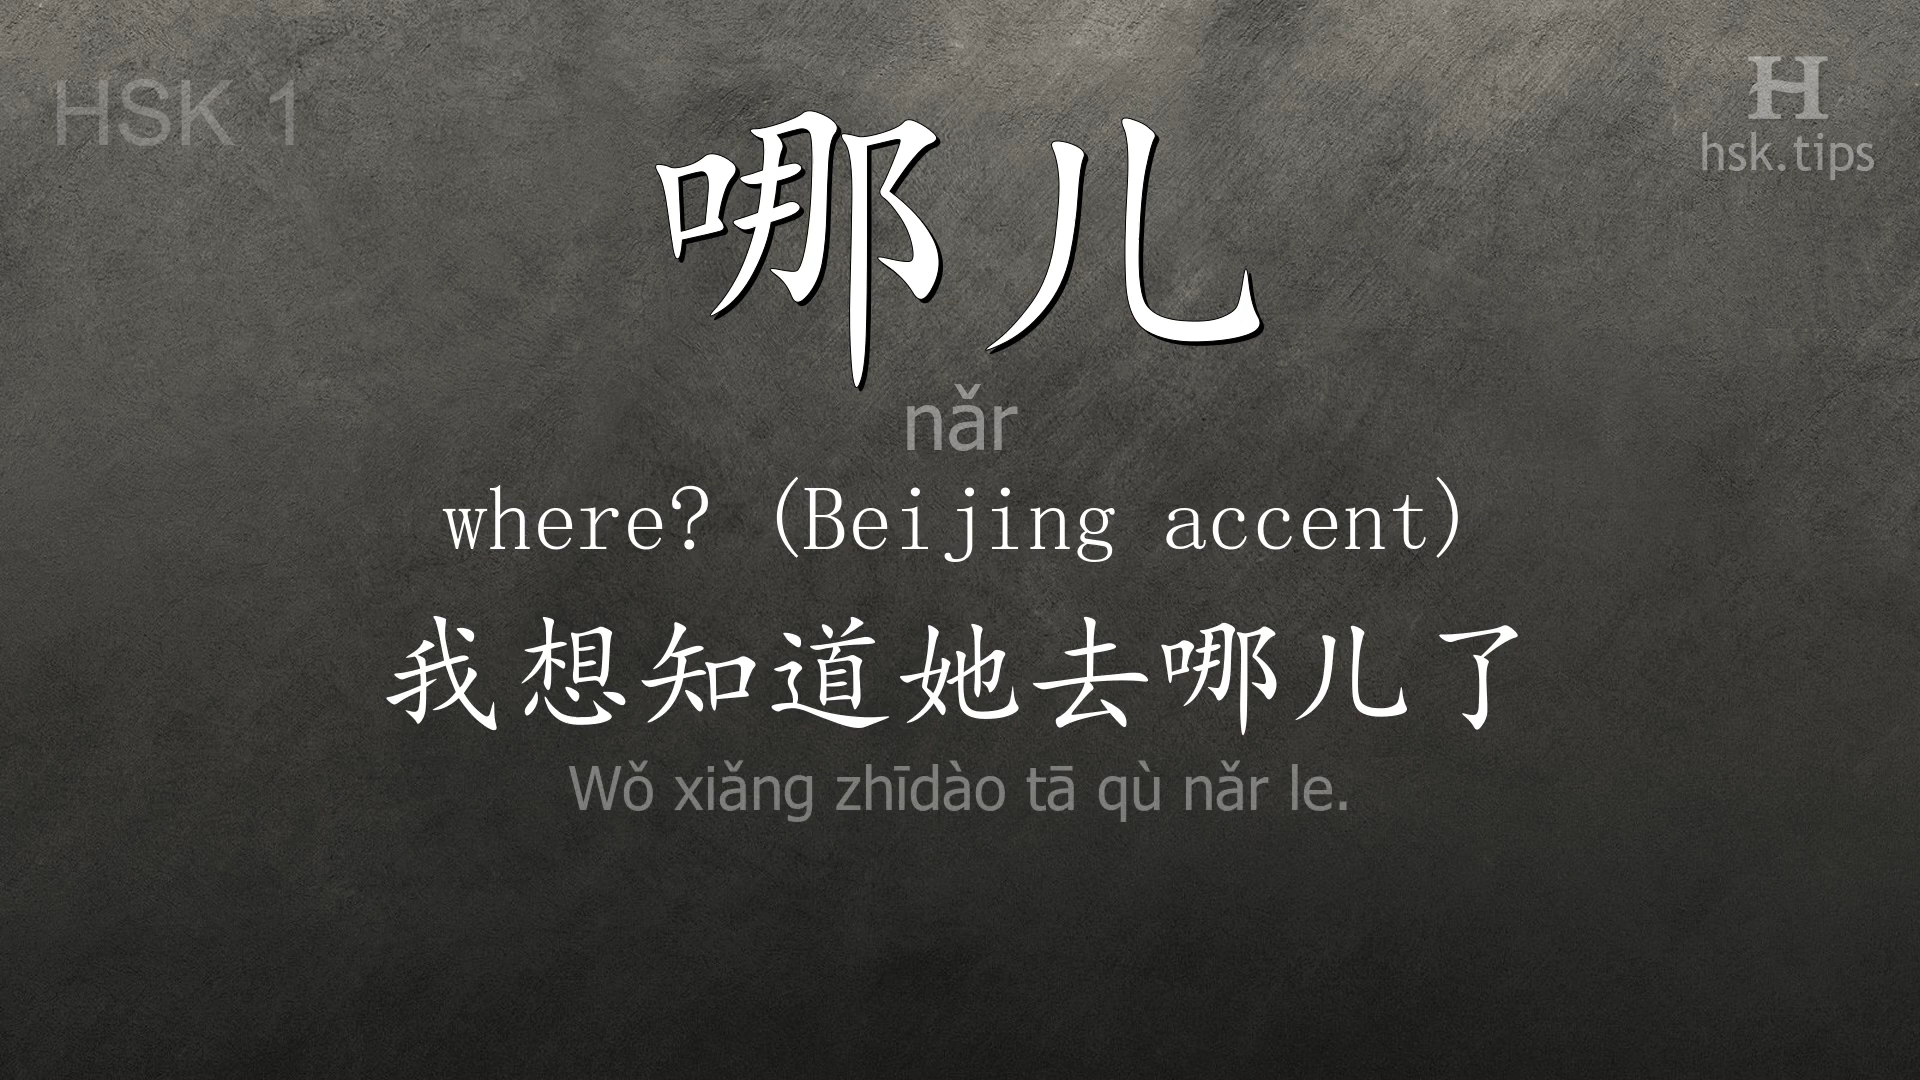 HSK 1
H
hsk.tips
哪儿
nǎr
where? (Beijing accent)
我想知道她去哪儿了
Wǒ xiǎng zhīdào tā qù nǎr le.